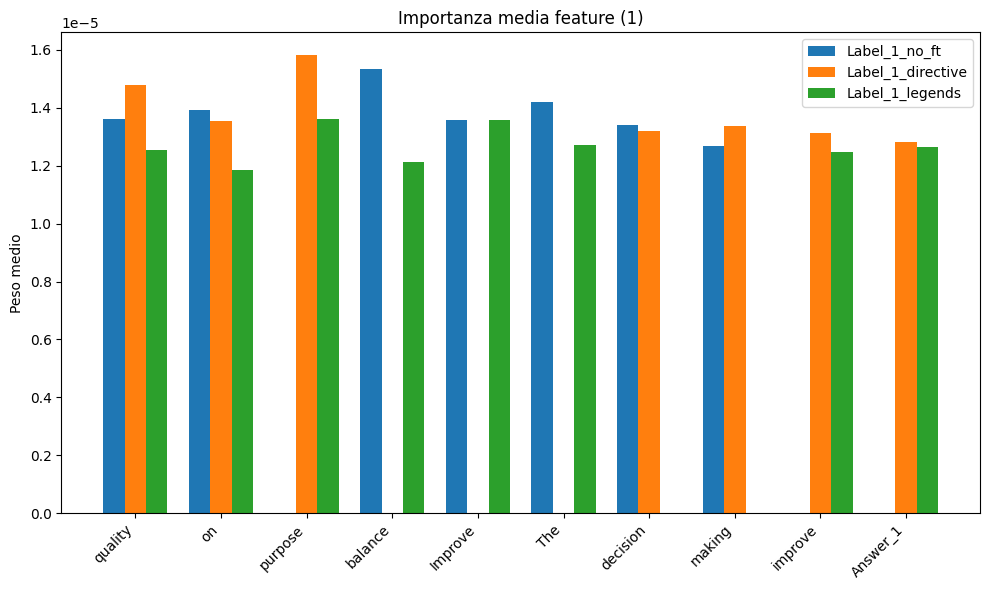 Importanza media feature (1)
1e−5
Label_1_no_ft
Label_1_directive
Label_1_legends
Peso medio
1.6
1.4
1.2
1.0
0.8
0.6
0.4
0.2
0.0
quality
on
purpose
balance
Improve
The
decision
making
improve
Answer_1